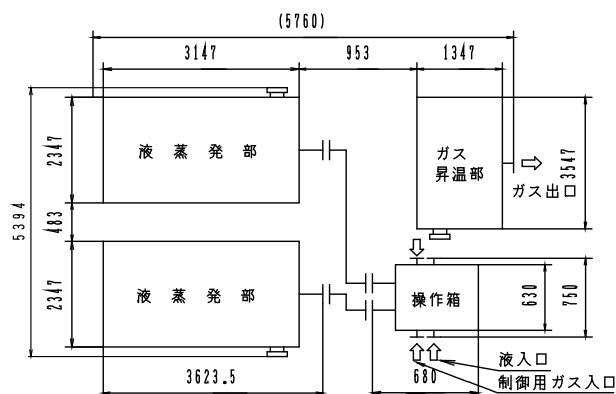 (5760)
3147 953 1347
5394
2347
483
2347
液蒸発部
液蒸発部
ガス
昇温部
ガス出口
3547
操作箱
630
750
3623.5
680
液入口
制御用ガス入口